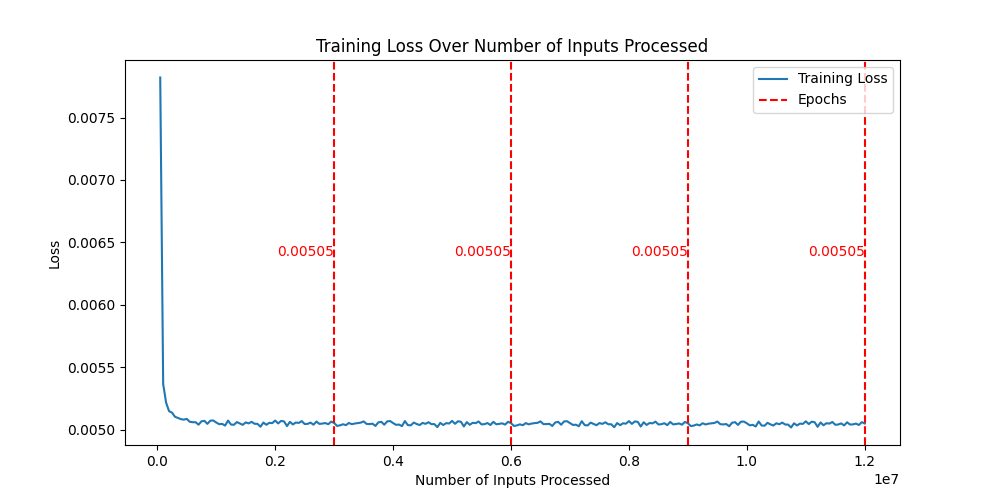 Training Loss Over Number of Inputs Processed
Training Loss
Epochs
0.0075
0.0070
0.0065
0.0060
0.0055
0.0050
Loss
0.00505
0.00505
0.00505
0.00505
0.0
0.2
0.4
0.6
0.8
1.0
1.2
1e7
Number of Inputs Processed